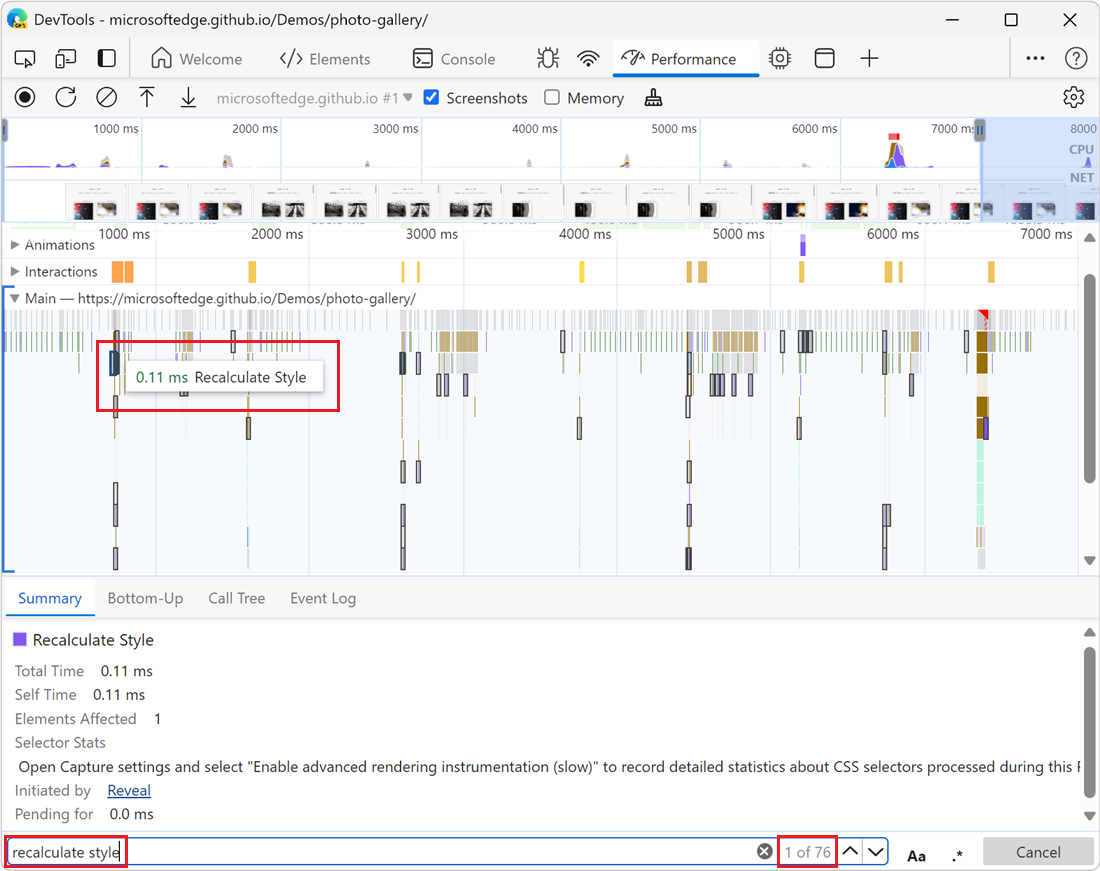 DevTools - microsoftedge.github.io/Demos/photo-gallery/
Welcome
Elements
Console
Performance
microsoftedge.github.io #1
Screenshots
Memory
1000 ms 2000 ms 3000 ms 4000 ms 5000 ms 6000 ms 7000 ms 8000
CPU
NET
1000 ms 2000 ms 3000 ms 4000 ms 5000 ms 6000 ms 7000 ms
Animations
Interactions
Main — https://microsoftedge.github.io/Demos/photo-gallery/
0.11 ms Recalculate Style
Summary Bottom-Up Call Tree Event Log
Recalculate Style
Total Time 0.11 ms
Self Time 0.11 ms
Elements Affected 1
Selector Stats
Open Capture settings and select "Enable advanced rendering instrumentation (slow)" to record detailed statistics about CSS selectors processed during this
Initiated by Reveal
Pending for 0.0 ms
recalculate style
1 of 76
Aa
.*
Cancel